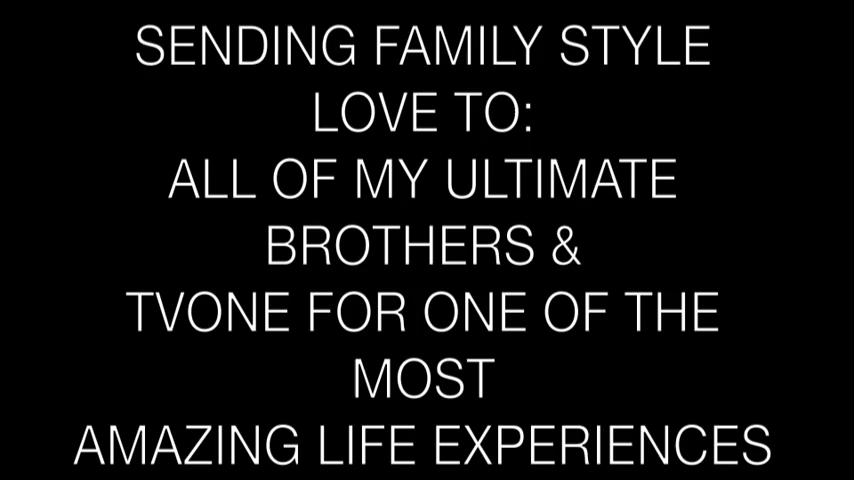 SENDING FAMILY STYLE
LOVE TO:
ALL OF MY ULTIMATE
BROTHERS &
TVONE FOR ONE OF THE
MOST
AMAZING LIFE EXPERIENCES